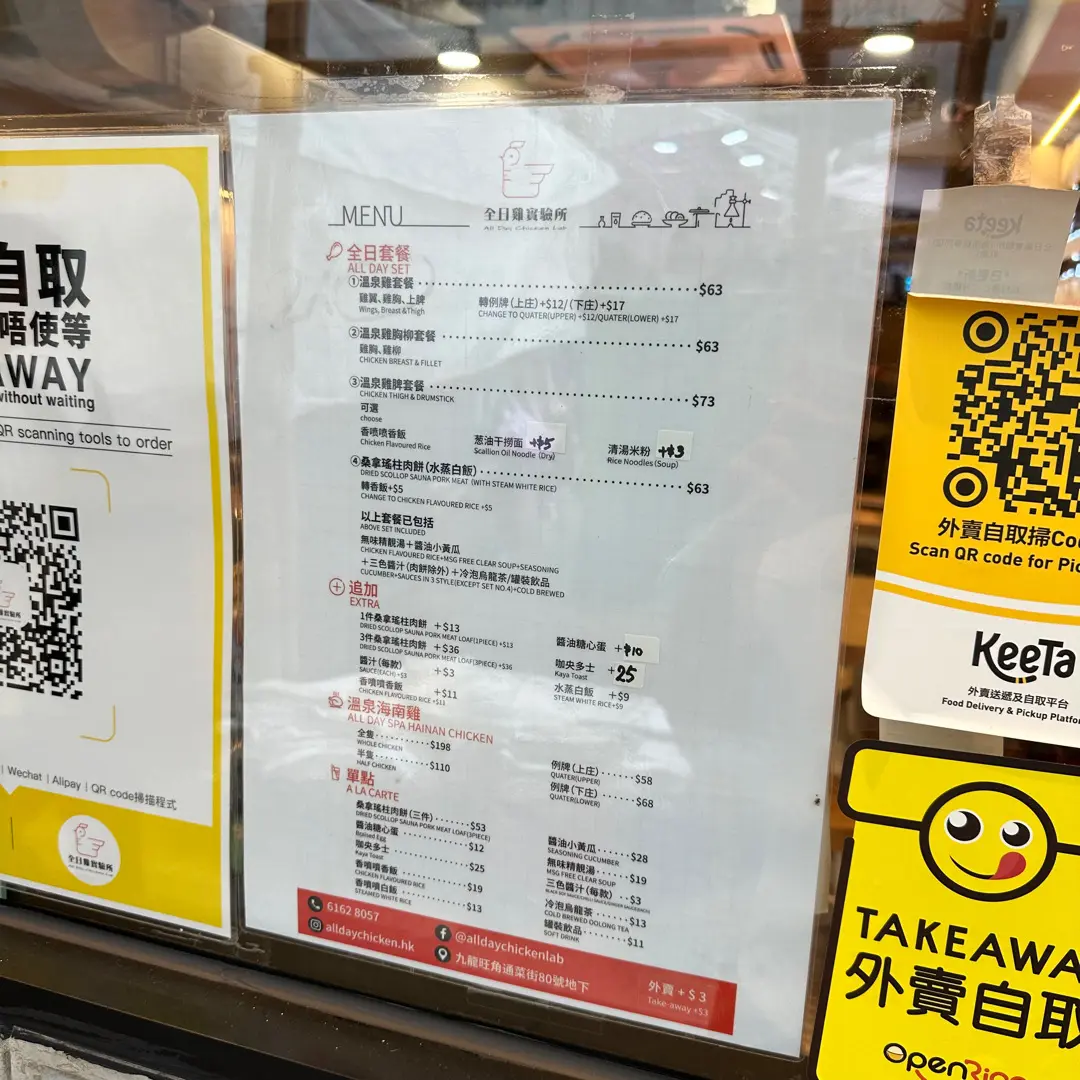 自取
唔使等
AWAY
without waiting
QR scanning tools to order
Wechat | Alipay | QR code掃描程式
全日雞實驗所
MENU
全日雞實驗所
All Day Chicken Lab
全日套餐
ALL DAY SET
①溫泉雞套餐 $63
雞翼、雞胸、上脾
Wings, Breast &Thigh
轉例牌(上庄)+$12/(下庄)+$17
CHANGE TO QUATER(UPPER) +$12/QUATER(LOWER) +$17
②溫泉雞胸柳套餐 $63
雞胸、雞柳
CHICKEN BREAST & FILLET
③溫泉雞脾套餐 $73
CHICKEN THIGH & DRUMSTICK
可選
choose
香噴噴香飯
Chicken Flavoured Rice
葱油干撈面 +$5
Scallion Oil Noodle (Dry)
清湯米粉 +$3
Rice Noodles (Soup)
④桑拿瑤柱肉餅(水蒸白飯) $63
DRIED SCOLLOP SAUNA PORK MEAT (WITH STEAM WHITE RICE)
轉香飯+$5
CHANGE TO CHICKEN FLAVOURED RICE +$5
以上套餐已包括
ABOVE SET INCLUDED
無味精靚湯＋醬油小黃瓜
CHICKEN FLAVOURED RICE+MSG FREE CLEAR SOUP+SEASONING
＋三色醬汁(肉餅除外)＋冷泡烏龍茶/罐裝飲品
CUCUMBER+SAUCES IN 3 STYLE(EXCEPT SET NO.4)+COLD BREWED
追加
EXTRA
1件桑拿瑤柱肉餅 +$13
DRIED SCOLLOP SAUNA PORK MEAT LOAF(1PIECE) +$13
3件桑拿瑤柱肉餅 +$36
DRIED SCOLLOP SAUNA PORK MEAT LOAF(3PIECE) +$36
醬汁(每款) +$3
SAUCE(EACH) +$3
香噴噴香飯 +$11
CHICKEN FLAVOURED RICE +$11
醬油糖心蛋 +$10
咖央多士 +25
Kaya Toast
水蒸白飯 +$9
STEAM WHITE RICE+$9
溫泉海南雞
ALL DAY SPA HAINAN CHICKEN
全隻 $198
WHOLE CHICKEN
半隻 $110
HALF CHICKEN
例牌(上庄) $58
QUATER(UPPER)
例牌(下庄) $68
QUATER(LOWER)
單點
A LA CARTE
桑拿瑤柱肉餅(三件) $53
DRIED SCOLLOP SAUNA PORK MEAT LOAF(3PIECE)
醬油糖心蛋 $12
咖央多士 $25
Kaya Toast
香噴噴香飯 $19
CHICKEN FLAVOURED RICE
香噴噴白飯 $13
STEAMED WHITE RICE
醬油小黃瓜 $28
SEASONING CUCUMBER
無味精靚湯 $19
MSG FREE CLEAR SOUP
三色醬汁(每款) $3
冷泡烏龍茶 $13
COLD BREWED OOLONG TEA
罐裝飲品 $11
SOFT DRINK
6162 8057
alldaychicken.hk
@alldaychickenlab
九龍旺角通菜街80號地下
外賣+$3
Take-away +$3
keeta
外賣自取掃Co
Scan QR code for Pic
KeeTa
外賣送遞及自取平台
Food Delivery & Pickup Platfor
TAKEAWA
外賣自取
OpenRice